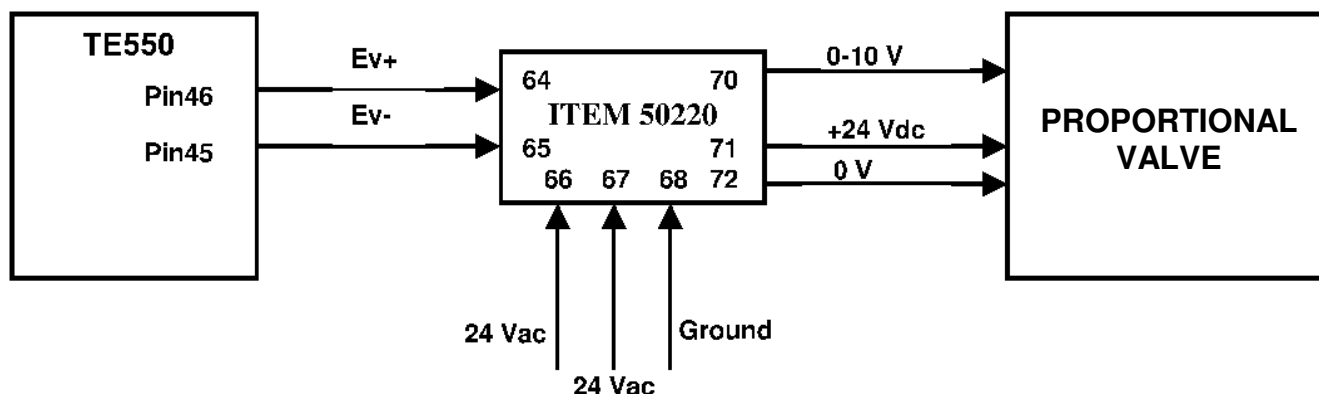 TE550
Pin46
Pin45
Ev+
Ev-
64 70
ITEM 50220
65 71
66 67 68 72
24 Vac
24 Vac
Ground
0-10 V
+24 Vdc
0 V
PROPORTIONAL
VALVE